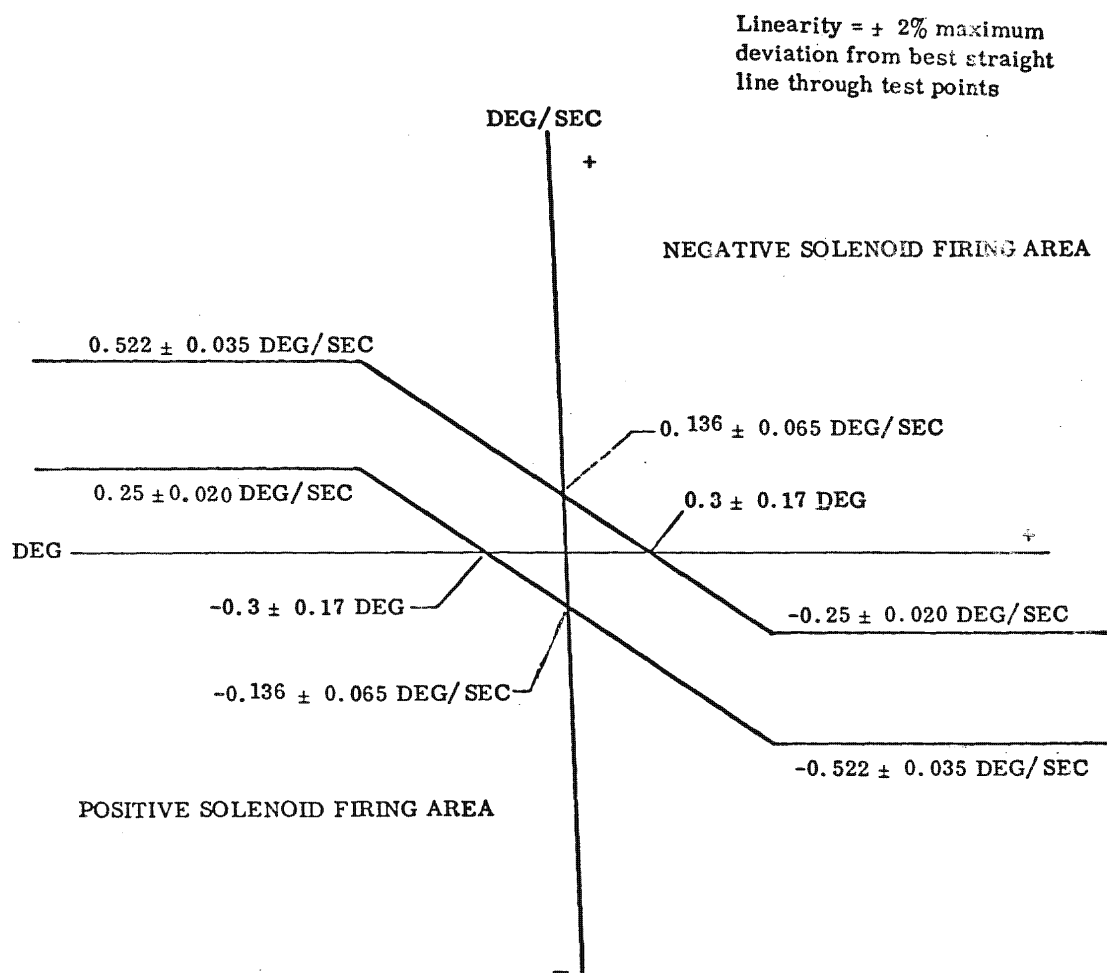 Linearity = ± 2% maximum
deviation from best straight
line through test points
DEG/SEC
+
NEGATIVE SOLENOID FIRING AREA
0.522 ± 0.035 DEG/SEC
0.136 ± 0.065 DEG/SEC
0.25 ±0.020 DEG/SEC
0.3 ± 0.17 DEG
DEG
+
-0.3 ± 0.17 DEG
-0.25 ± 0.020 DEG/SEC
-0.136 ± 0.065 DEG/SEC
-0.522 ± 0.035 DEG/SEC
POSITIVE SOLENOID FIRING AREA
-